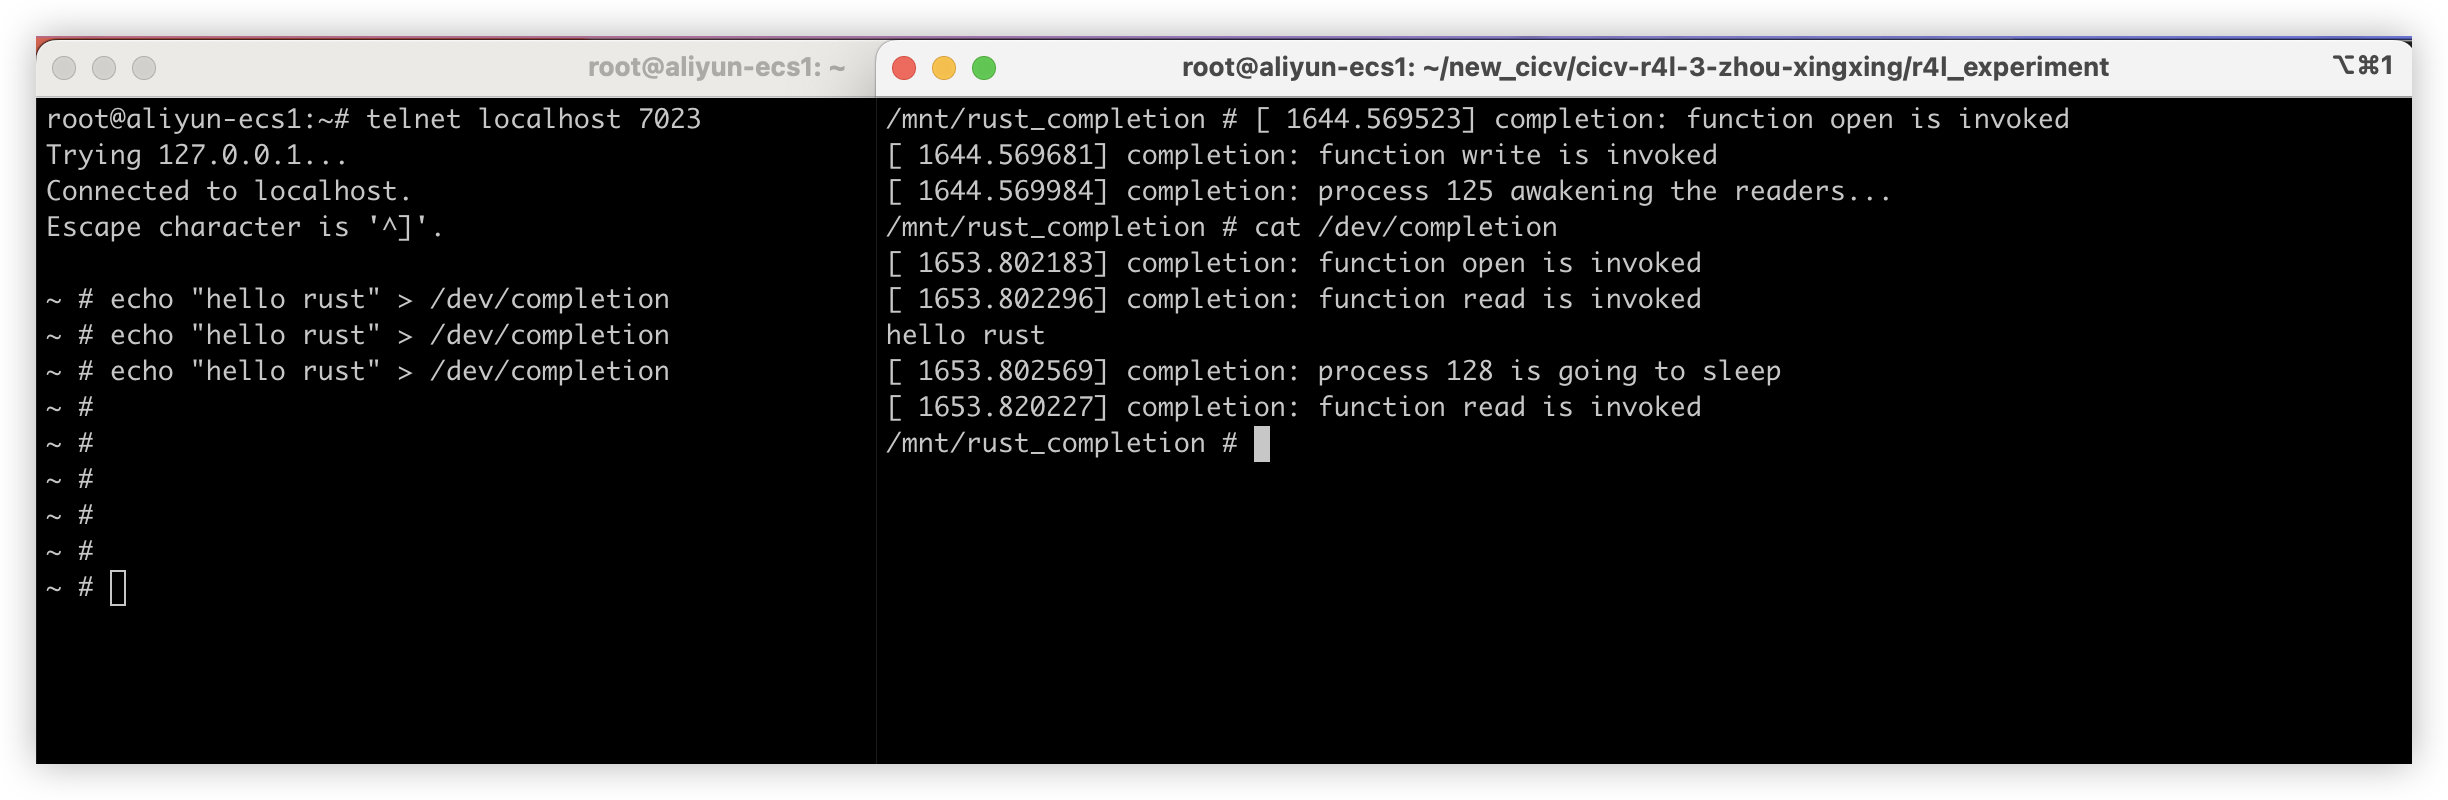 root@aliyun-ecs1: ~
root@aliyun-ecs1:~# telnet localhost 7023
Trying 127.0.0.1...
Connected to localhost.
Escape character is '^]'.
~ # echo "hello rust" > /dev/completion
~ # echo "hello rust" > /dev/completion
~ # echo "hello rust" > /dev/completion
~ #
~ #
~ #
~ #
~ #
~ #
root@aliyun-ecs1: ~/new_cicv/cicv-r4l-3-zhou-xingxing/r4l_experiment
⌥⌘1
/mnt/rust_completion # [ 1644.569523] completion: function open is invoked
[ 1644.569681] completion: function write is invoked
[ 1644.569984] completion: process 125 awakening the readers...
/mnt/rust_completion # cat /dev/completion
[ 1653.802183] completion: function open is invoked
[ 1653.802296] completion: function read is invoked
hello rust
[ 1653.802569] completion: process 128 is going to sleep
[ 1653.820227] completion: function read is invoked
/mnt/rust_completion #